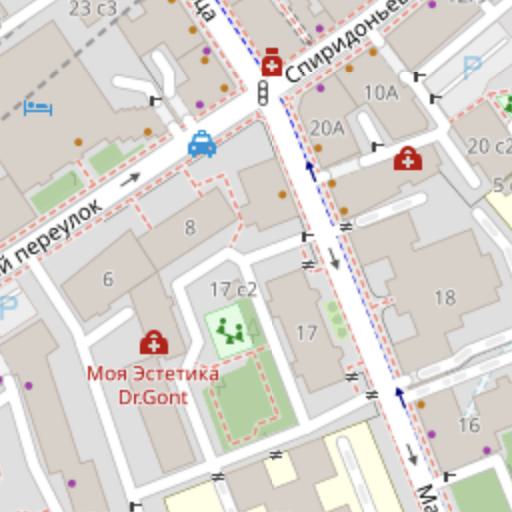 23 с3
ца
Спиридоньев
P
10А
20А
20 с2
5 с
й переулок
8
6
17 с2
18
P
17
Моя Эстетика
Dr.Gont
16
Ма